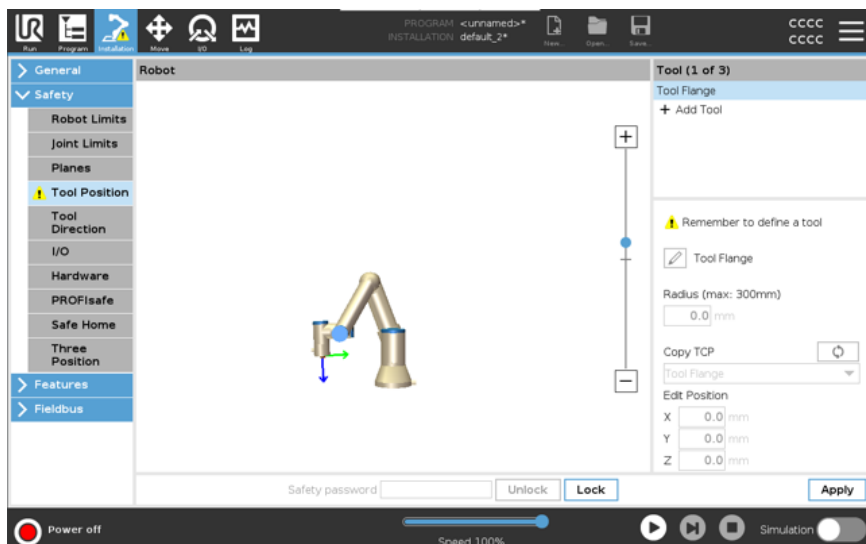 UR
PROGRAM <unnamed>*
INSTALLATION default_2*
CCCC
CCCC
Run
Program
Installation
Move
I/O
Log
New...
Open...
Save...
General
Safety
Robot Limits
Joint Limits
Planes
Tool Position
Tool
Direction
I/O
Hardware
PROFIsafe
Safe Home
Three
Position
Features
Fieldbus
Robot
Safety password
Unlock
Lock
Tool (1 of 3)
Tool Flange
+ Add Tool
Remember to define a tool
Tool Flange
Radius (max: 300mm)
0.0 mm
Copy TCP
Tool Flange
Edit Position
X 0.0 mm
Y 0.0 mm
Z 0.0 mm
Apply
Power off
Speed 100%
Simulation